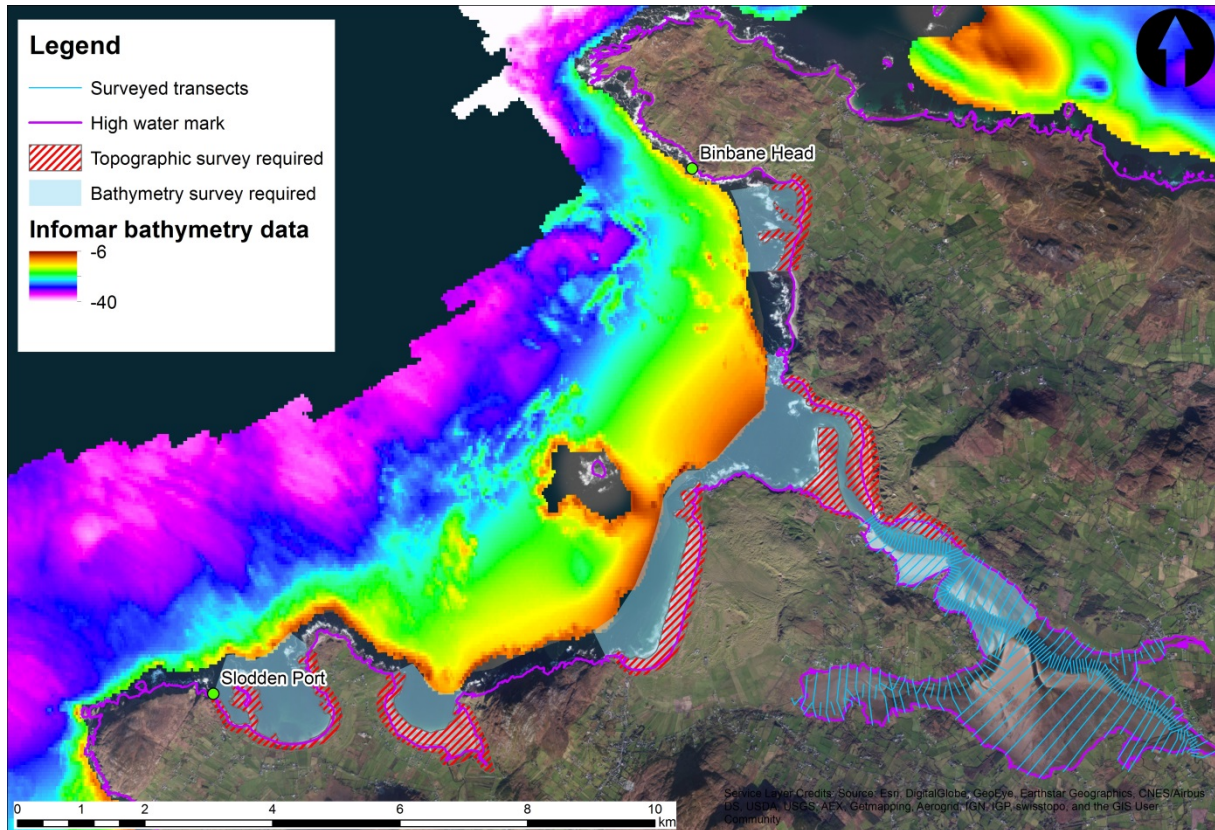 Legend
Surveyed transects
High water mark
Topographic survey required
Bathymetry survey required
Infomar bathymetry data
-6
-40
Binbane Head
Slodden Port
0 2 4 6 8 10
km
Service Layer Credits: Source: Esri, DigitalGlobe, GeoEye, Earthstar Geographics, CNES/Airbus
DS, USDA, USGS, AEX, Getmapping, Aerogrid, IGN, IGP, swisstopo, and the GIS User
Community